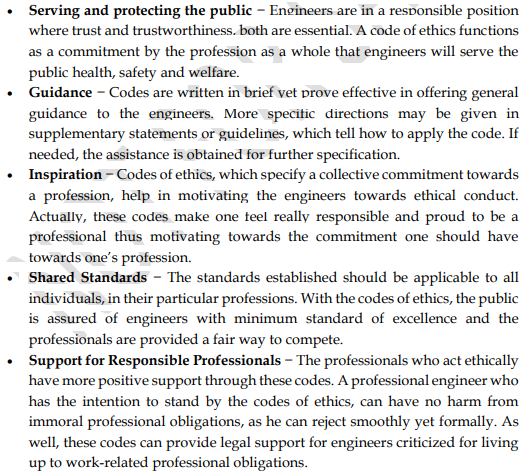 • Serving and protecting the public – Engineers are in a responsible position
where trust and trustworthiness, both are essential. A code of ethics functions
as a commitment by the profession as a whole that engineers will serve the
public health, safety and welfare.
• Guidance – Codes are written in brief yet prove effective in offering general
guidance to the engineers. More specific directions may be given in
supplementary statements or guidelines, which tell how to apply the code. If
needed, the assistance is obtained for further specification.
• Inspiration – Codes of ethics, which specify a collective commitment towards
a profession, help in motivating the engineers towards ethical conduct.
Actually, these codes make one feel really responsible and proud to be a
professional thus motivating towards the commitment one should have
towards one's profession.
• Shared Standards – The standards established should be applicable to all
individuals, in their particular professions. With the codes of ethics, the public
is assured of engineers with minimum standard of excellence and the
professionals are provided a fair way to compete.
• Support for Responsible Professionals – The professionals who act ethically
have more positive support through these codes. A professional engineer who
has the intention to stand by the codes of ethics, can have no harm from
immoral professional obligations, as he can reject smoothly yet formally. As
well, these codes can provide legal support for engineers criticized for living
up to work-related professional obligations.